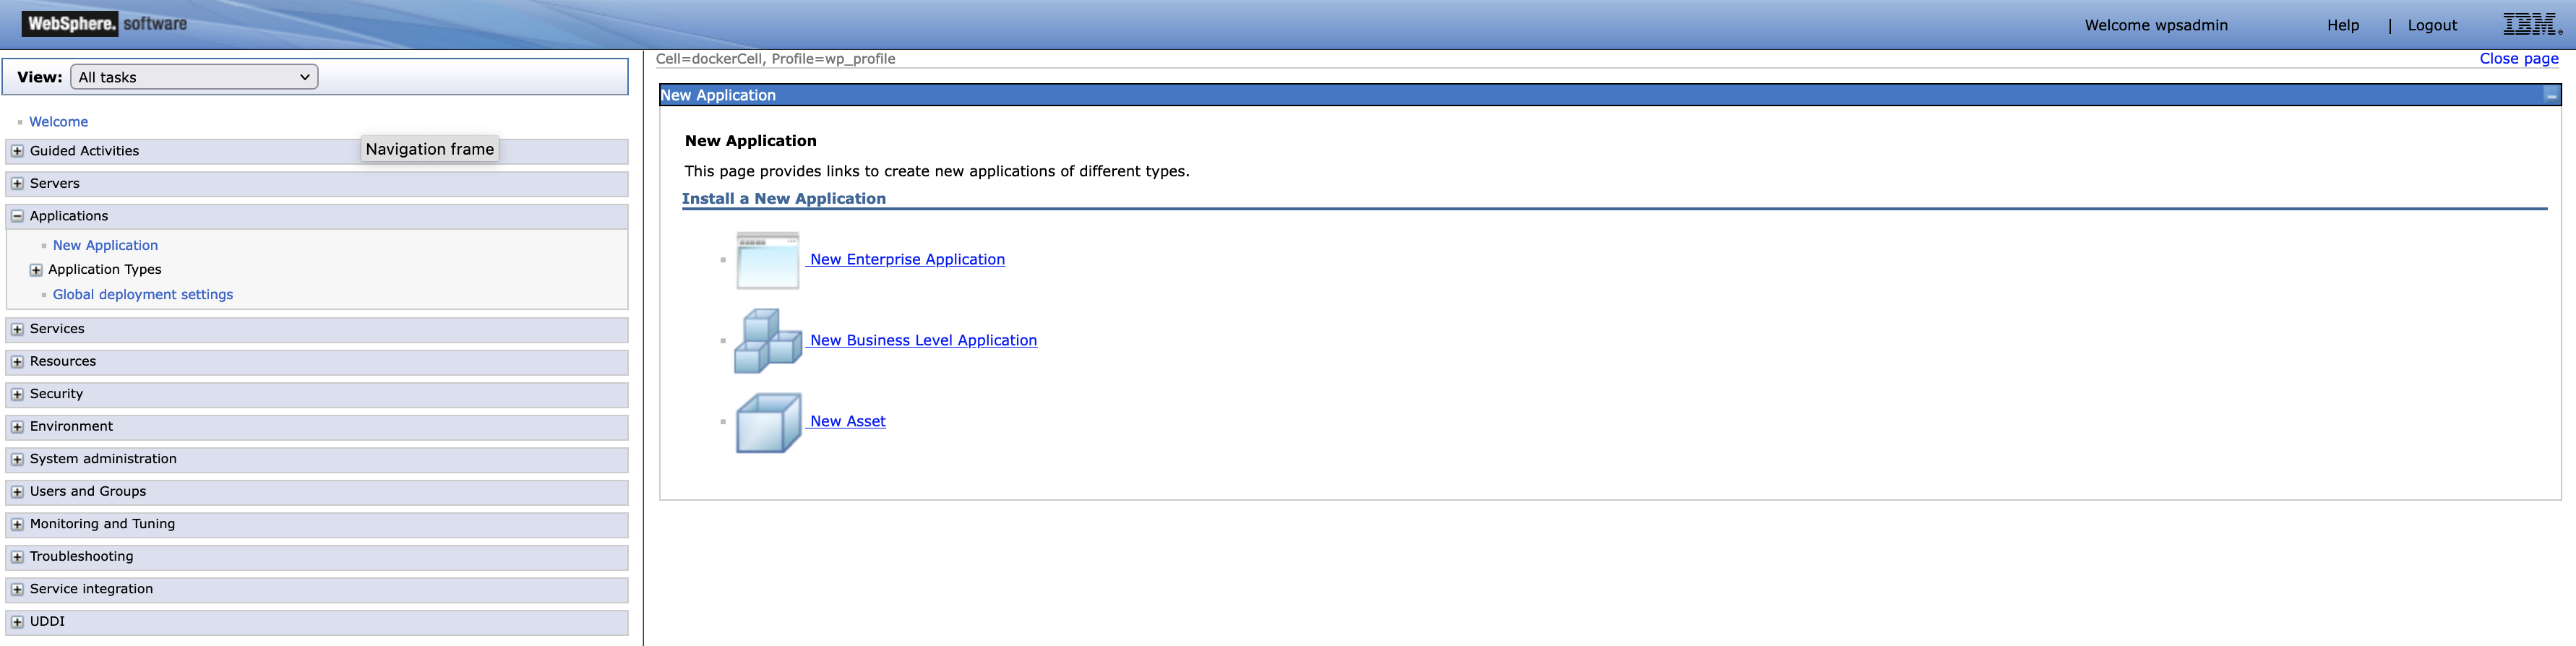 WebSphere. software
Welcome wpsadmin Help | Logout IBM®
View: All tasks
Welcome
Guided Activities
Navigation frame
Servers
Applications
New Application
Application Types
Global deployment settings
Services
Resources
Security
Environment
System administration
Users and Groups
Monitoring and Tuning
Troubleshooting
Service integration
UDDI
Cell=dockerCell, Profile=wp_profile
Close page
New Application
New Application
This page provides links to create new applications of different types.
Install a New Application
New Enterprise Application
New Business Level Application
New Asset